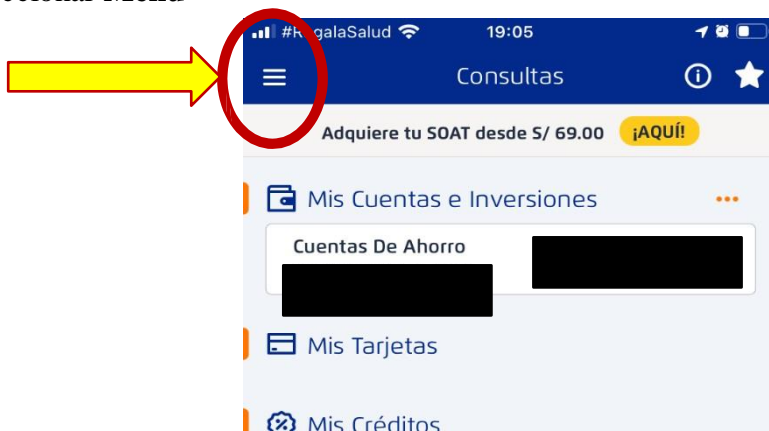 #RegalaSalud 19:05
Consultas
Adquiere tu SOAT desde S/ 69.00 ¡AQUÍ!
Mis Cuentas e Inversiones
Cuentas De Ahorro
Mis Tarjetas
Mis Créditos